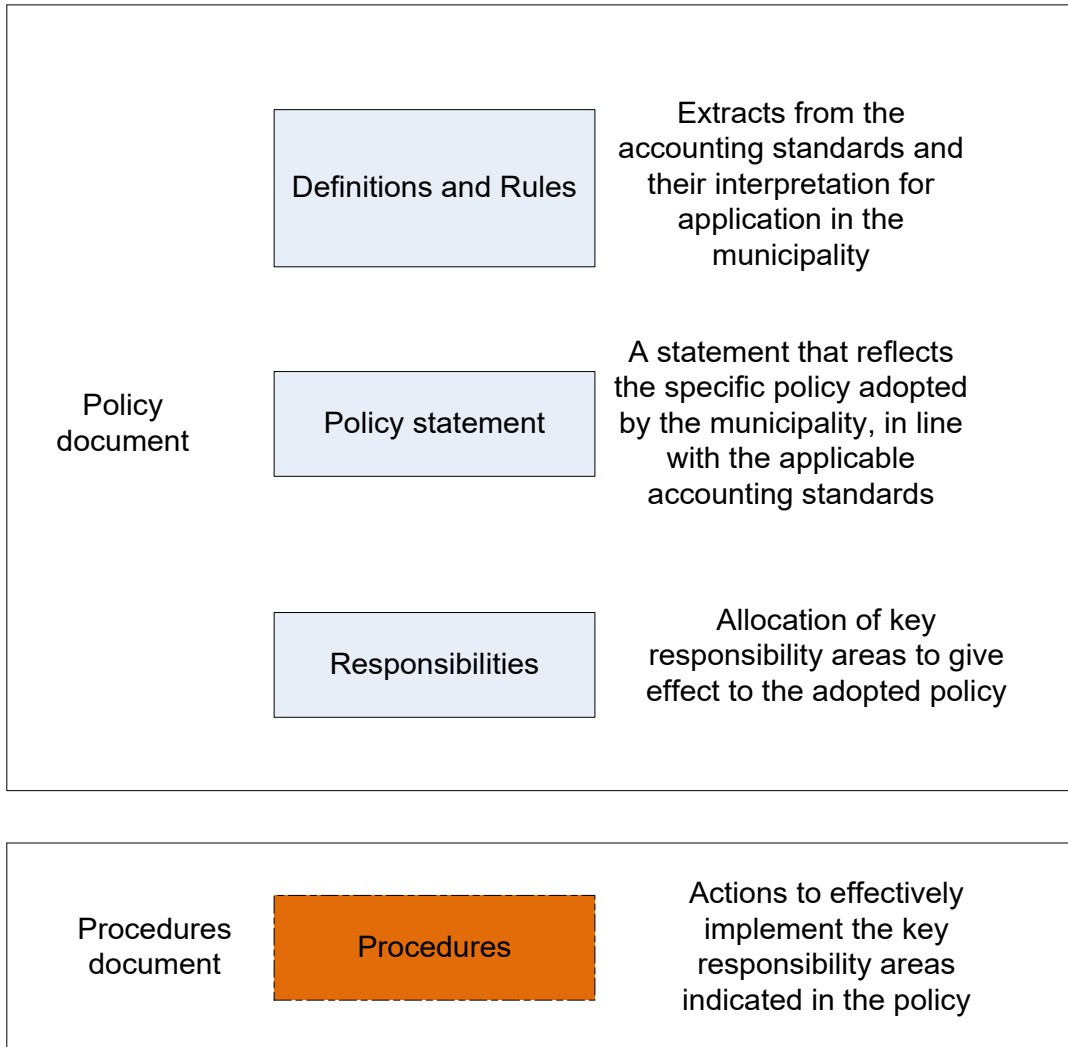 Definitions and Rules
Extracts from the
accounting standards and
their interpretation for
application in the
municipality
Policy
document
Policy statement
A statement that reflects
the specific policy adopted
by the municipality, in line
with the applicable
accounting standards
Responsibilities
Allocation of key
responsibility areas to give
effect to the adopted policy
Procedures
document
Procedures
Actions to effectively
implement the key
responsibility areas
indicated in the policy